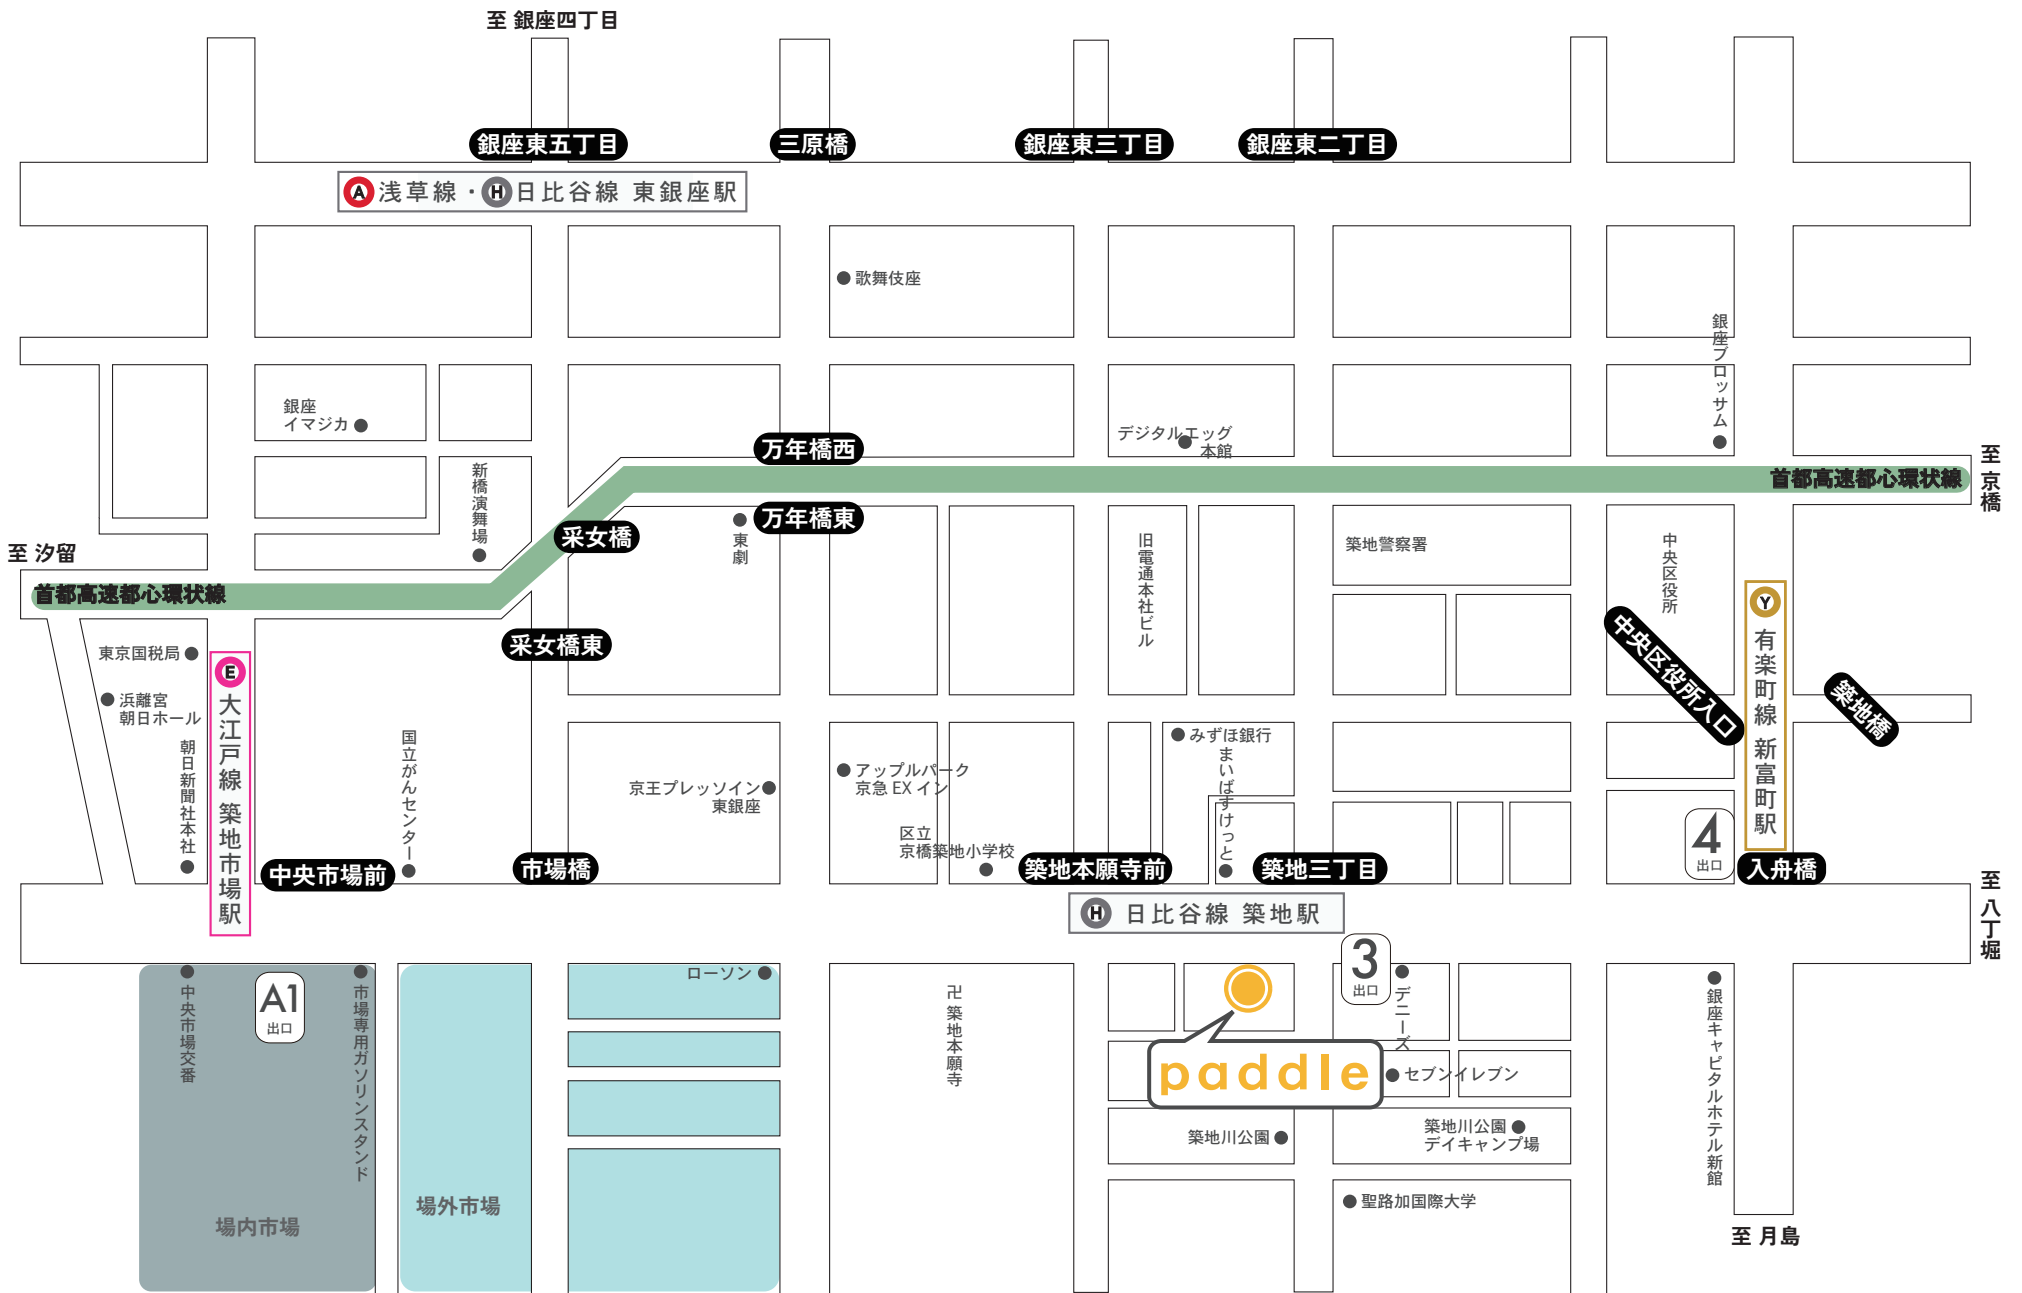 至 銀座四丁目
銀座東五丁目
三原橋
銀座東三丁目
銀座東二丁目
A 浅草線・H 日比谷線 東銀座駅
歌舞伎座
銀座ブロッサム
銀座
イマジカ
デジタルエッグ
本館
万年橋西
新橋演舞場
首都高速都心環状線
至 京橋
万年橋東
采女橋
東劇
旧電通本社ビル
築地警察署
中央区役所
至 汐留
首都高速都心環状線
采女橋東
東京国税局
浜離宮
朝日ホール
朝日新聞社本社
E 大江戸線 築地市場駅
国立がんセンター
中央区役所入口
Y 有楽町線 新富町駅
築地橋
京王プレッソイン
東銀座
アップルパーク
京急 EX イン
みずほ銀行
まいばすけっと
区立
京橋築地小学校
4
出口
中央市場前
市場橋
築地本願寺前
築地三丁目
入舟橋
至 八丁堀
H 日比谷線 築地駅
3
出口
中央市場交番
A1
出口
市場専用ガソリンスタンド
ローソン
卍 築地本願寺
デニーズ
銀座キャピタルホテル新館
paddle
セブンイレブン
築地川公園
築地川公園
デイキャンプ場
聖路加国際大学
場内市場
場外市場
至 月島